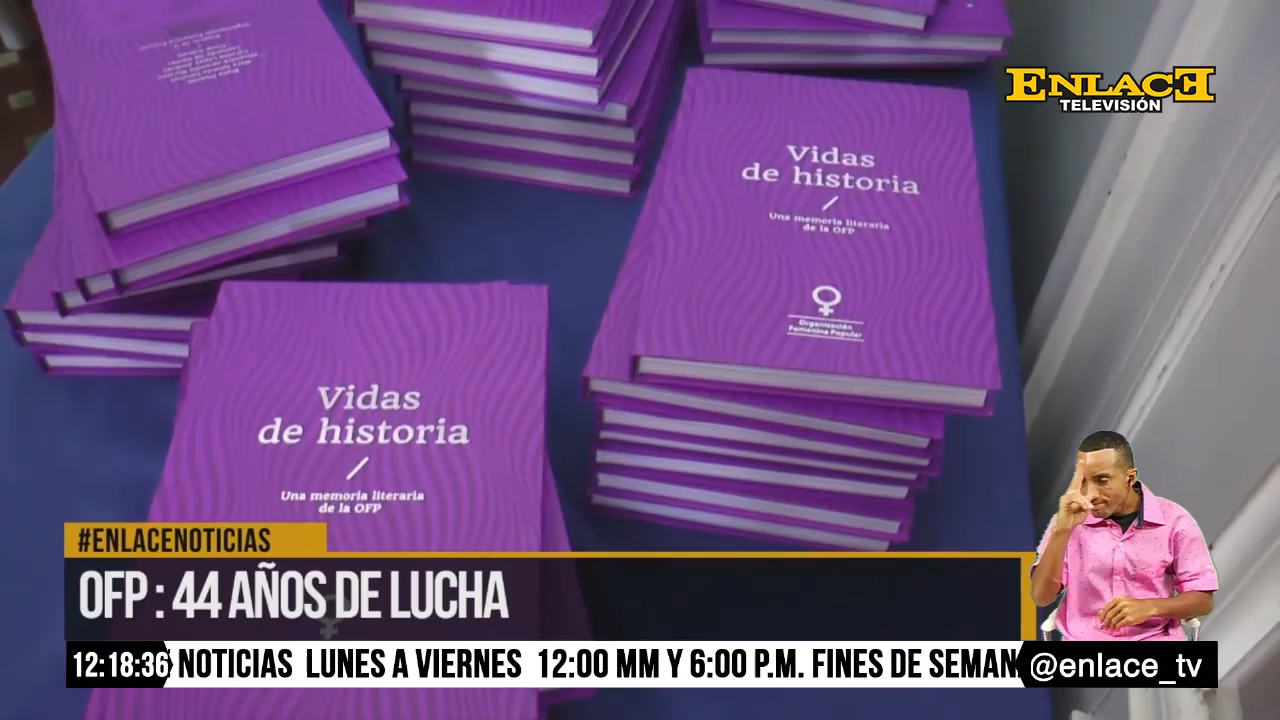 ENLACE
TELEVISIÓN
Vidas
de historia
Una memoria literaria
de la OFP
Organización
Femenina Popular
Vidas
de historia
Una memoria literaria
de la OFP
#ENLACENOTICIAS
OFP : 44 AÑOS DE LUCHA
12:18:36 NOTICIAS LUNES A VIERNES 12:00 MM Y 6:00 P.M. FINES DE SEMAN
@enlace_tv